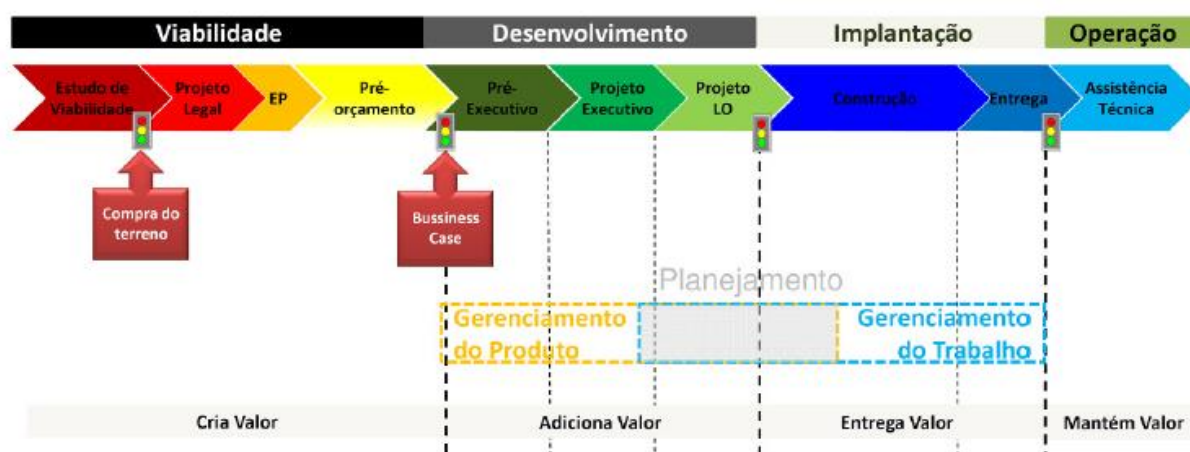 Viabilidade
Desenvolvimento
Implantação
Operação
Estudo de
Viabilidade
Projeto
Legal
EP
Pré-
orçamento
Pré-
Executivo
Projeto
Executivo
Projeto
LO
Construção
Entrega
Assistência
Técnica
Compra do
terreno
Bussiness
Case
Planejamento
Gerenciamento
do Produto
Gerenciamento
do Trabalho
Cria Valor
Adiciona Valor
Entrega Valor
Mantém Valor